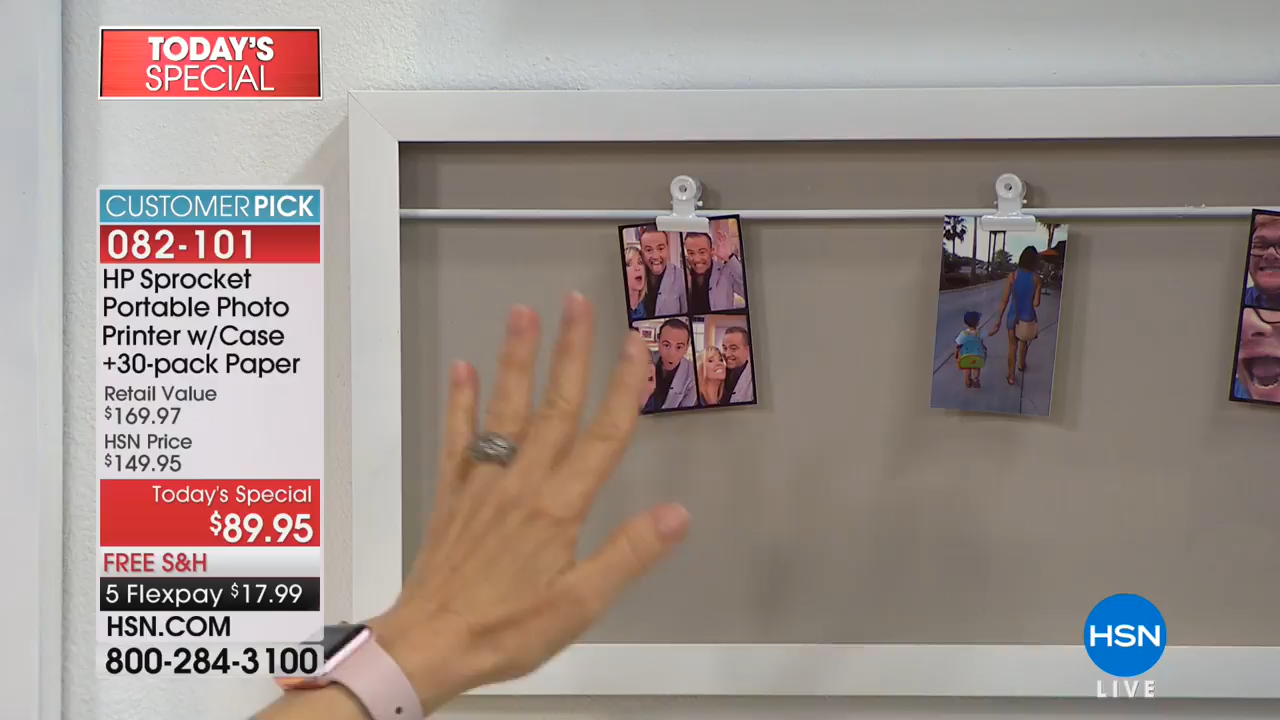 TODAY'S
SPECIAL
CUSTOMERPICK
082-101
HP Sprocket
Portable Photo
Printer w/Case
+30-pack Paper
Retail Value
$169.97
HSN Price
$149.95
Today's Special
$89.95
FREE S&H
5 Flexpay $17.99
HSN.COM
800-284-3100
HSN
LIVE